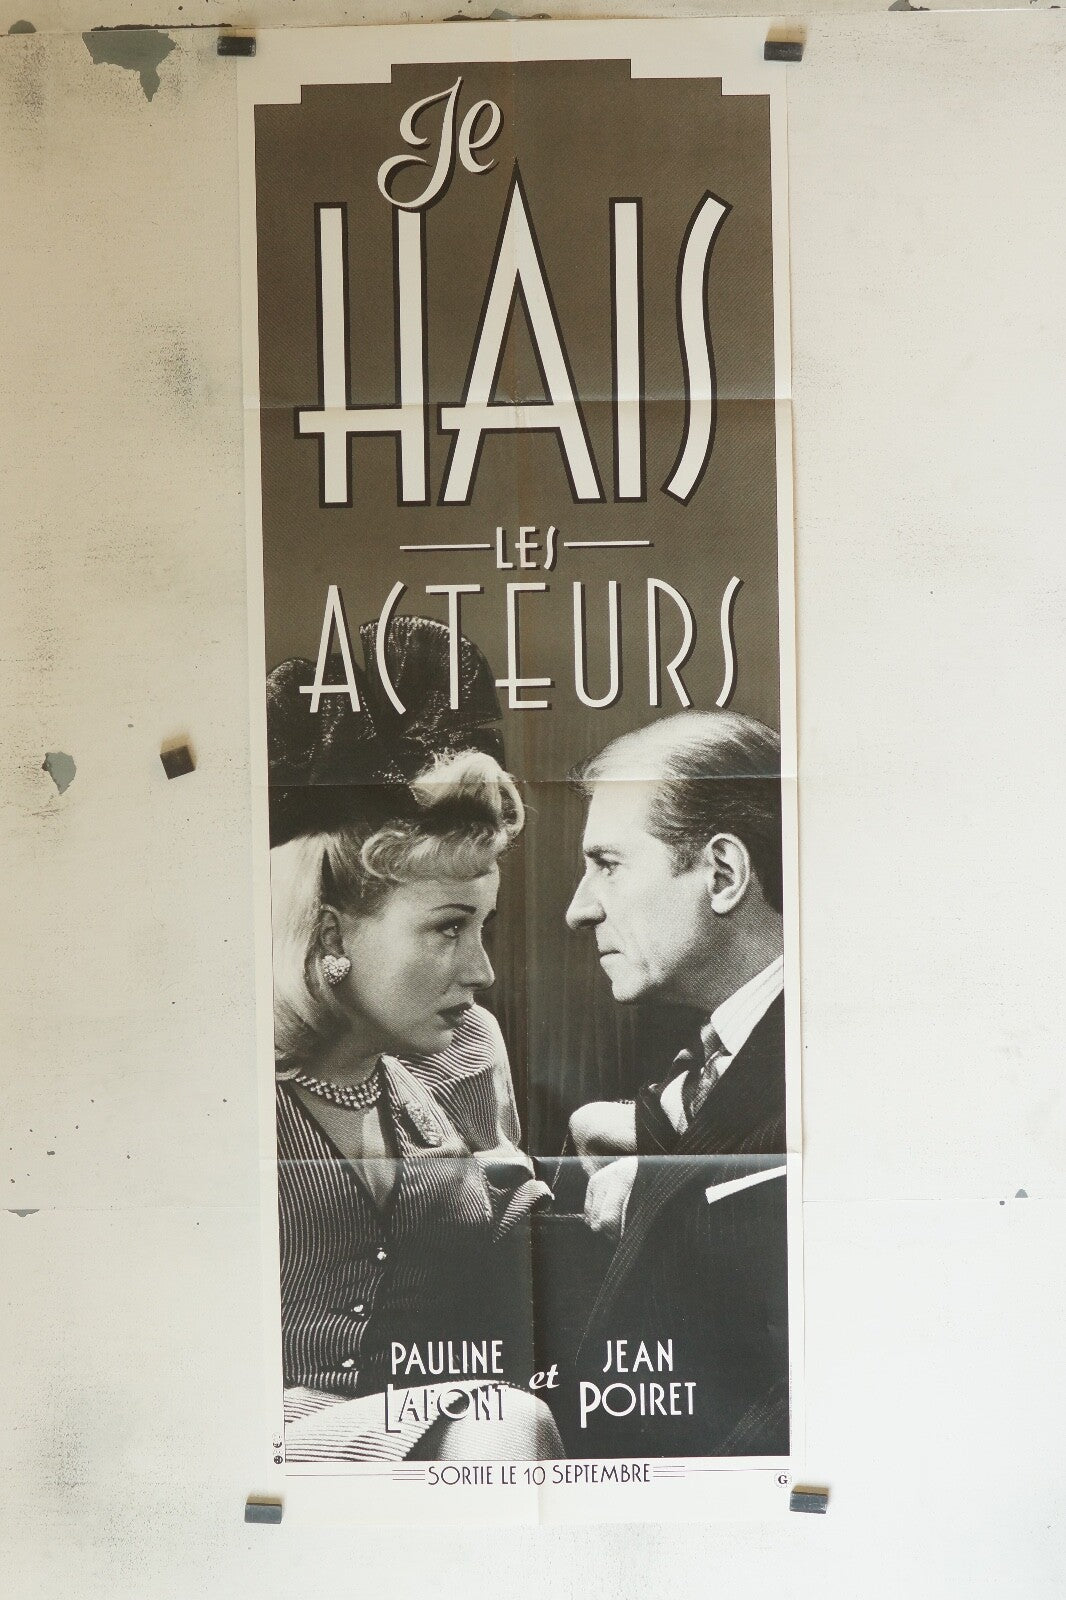 Je
HAIS
LES
ACTEURS
PAULINE
LAFONT
et
JEAN
POIRET
SORTIE LE 10 SEPTEMBRE
G